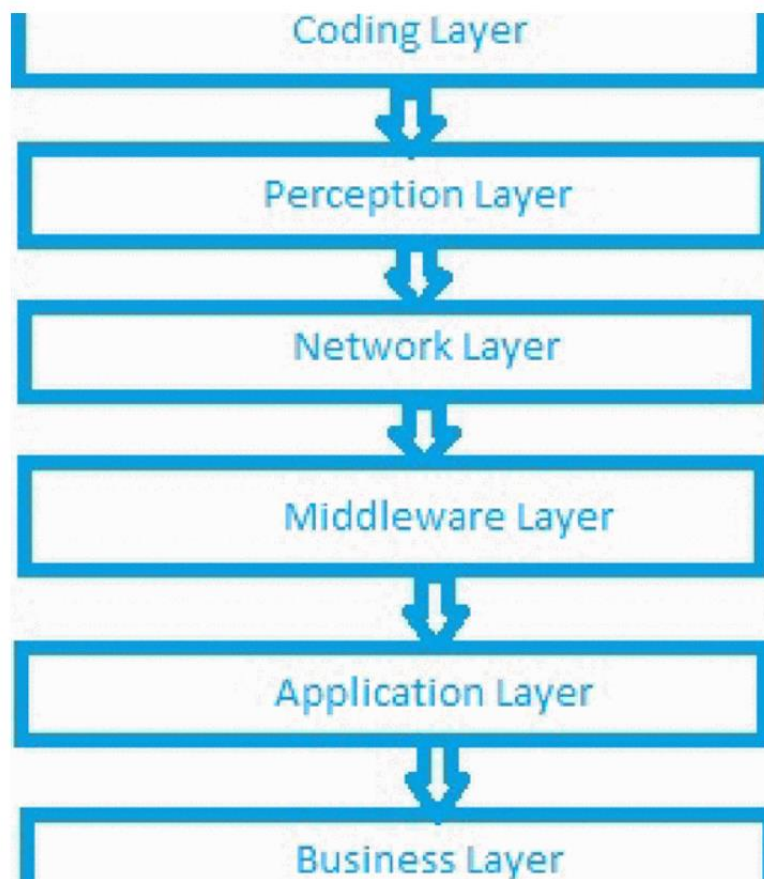 Coding Layer
Perception Layer
Network Layer
Middleware Layer
Application Layer
Business Layer